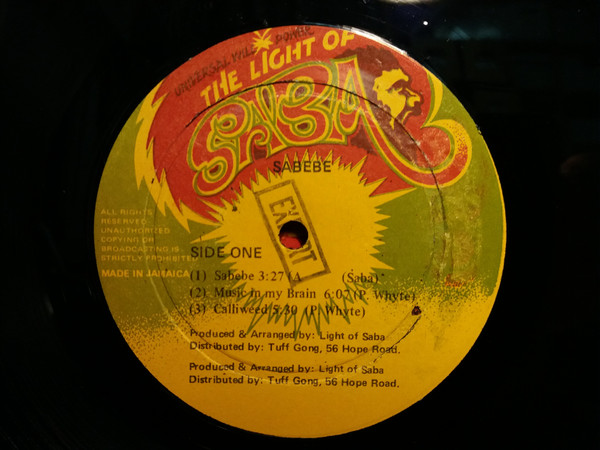 UNIVERSAL
THE LIGHT OF
SABA
SABEBE
ALL RIGHTS
RESERVED
UNAUTHORIZED
COPYING OR
BROADCASTING IS
STRICTLY PROHIBITED
MADE IN JAMAICA
SIDE ONE
(1) Sabebe 3:27 (A (Saba)
(2) Music in my Brain 6:07 (P. Whyte)
(3) Calliweed 5.30 (P. Whyte)
Produced & Arranged by: Light of Saba
Distributed by: Tuff Gong, 56 Hope Road.
Produced & Arranged by: Light of Saba
Distributed by: Tuff Gong, 56 Hope Road.